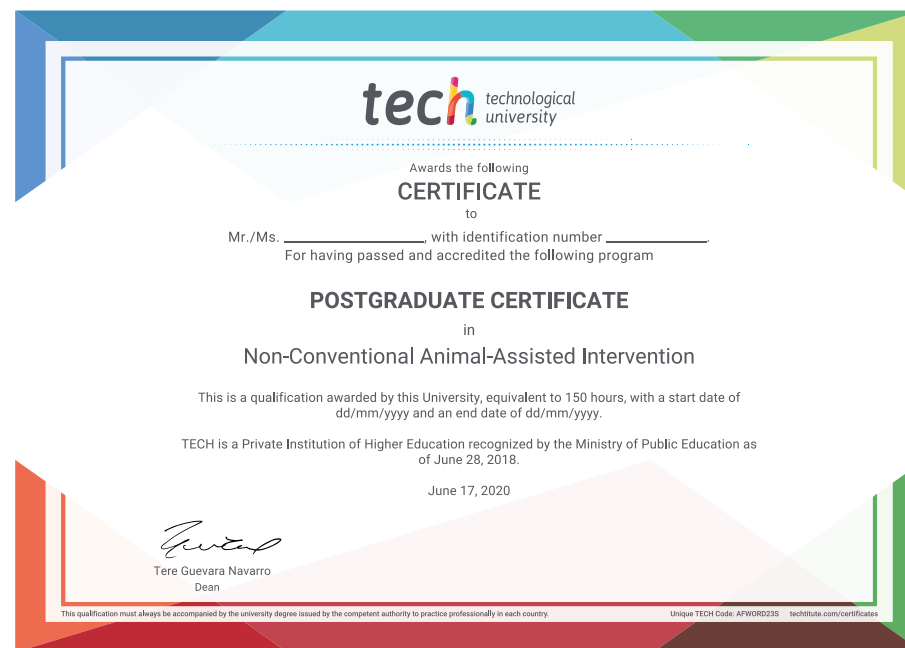 tech technological
university
Awards the following
CERTIFICATE
to
Mr./Ms. ____________, with identification number ____________.
For having passed and accredited the following program
POSTGRADUATE CERTIFICATE
in
Non-Conventional Animal-Assisted Intervention
This is a qualification awarded by this University, equivalent to 150 hours, with a start date of
dd/mm/yyyy and an end date of dd/mm/yyyy.
TECH is a Private Institution of Higher Education recognized by the Ministry of Public Education as
of June 28, 2018.
June 17, 2020
Tere Guevara Navarro
Dean
This qualification must always be accompanied by the university degree issued by the competent authority to practice professionally in each country.
Unique TECH Code: AFWORD23S techtitute.com/certificates